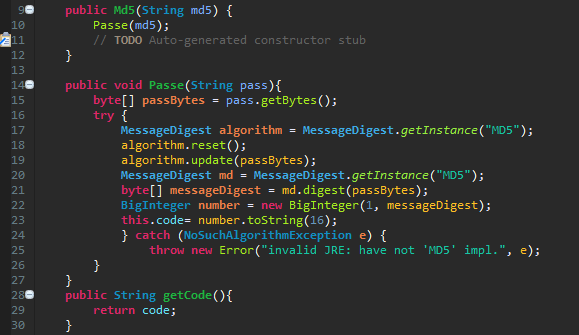 9 public Md5(String md5) {
10 Passe(md5);
11 // TODO Auto-generated constructor stub
12 }
13
14 public void Passe(String pass){
15 byte[] passBytes = pass.getBytes();
16 try {
17 MessageDigest algorithm = MessageDigest.getInstance("MD5");
18 algorithm.reset();
19 algorithm.update(passBytes);
20 MessageDigest md = MessageDigest.getInstance("MD5");
21 byte[] messageDigest = md.digest(passBytes);
22 BigInteger number = new BigInteger(1, messageDigest);
23 this.code= number.toString(16);
24 } catch (NoSuchAlgorithmException e) {
25 throw new Error("invalid JRE: have not 'MD5' impl.", e);
26 }
27 }
28 public String getCode(){
29 return code;
30 }